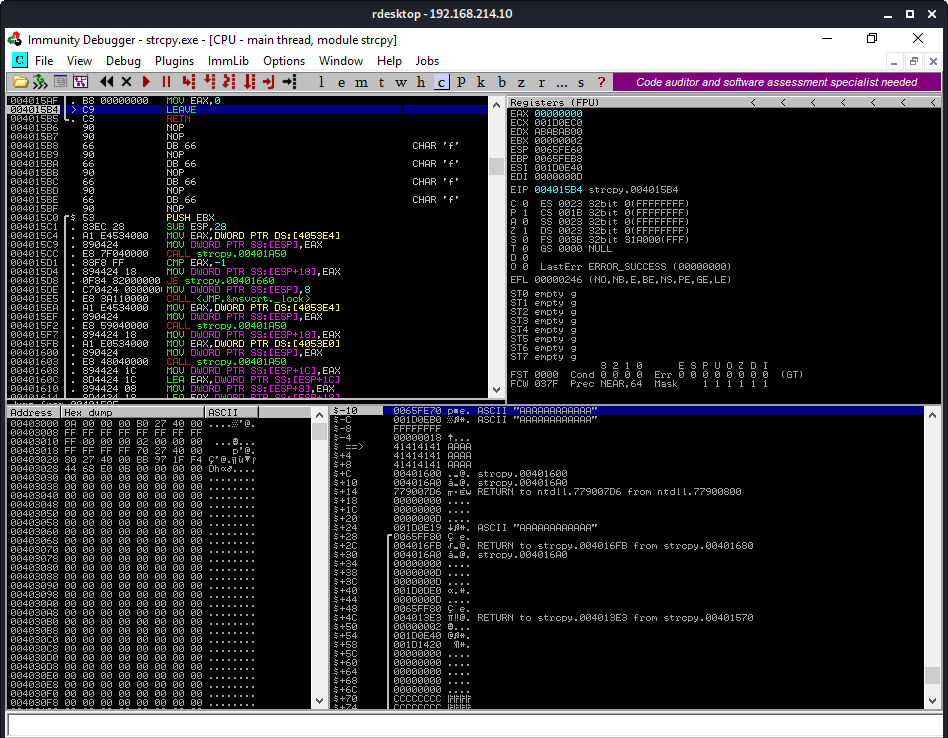 rdesktop - 192.168.214.10
Immunity Debugger - strcpy.exe - [CPU - main thread, module strcpy]
C File View Debug Plugins ImmLib Options Window Help Jobs
l e m t w h c p k b z r ... s ? Code auditor and software assessment specialist needed
004015AF . B8 00000000 MOV EAX,0
004015B4 > C9 LEAVE
004015B5 . C3 RETN
004015B6 90 NOP
004015B7 90 NOP
004015B8 66 DB 66 CHAR 'f'
004015B9 90 NOP
004015BA 66 DB 66 CHAR 'f'
004015BB 90 NOP
004015BC 66 DB 66 CHAR 'f'
004015BD 90 NOP
004015BE 66 DB 66 CHAR 'f'
004015BF 90 NOP
004015C0 $ 53 PUSH EBX
004015C1 . 83EC 28 SUB ESP,28
004015C4 . A1 E4534000 MOV EAX,DWORD PTR DS:[4053E4]
004015C9 . 890424 MOV DWORD PTR SS:[ESP],EAX
004015CC . E8 7F040000 CALL strcpy.00401A50
004015D1 . 83F8 FF CMP EAX,-1
004015D4 . 894424 18 MOV DWORD PTR SS:[ESP+18],EAX
004015D8 . 0F84 82000000 JE strcpy.00401660
004015DE . C70424 0800000 MOV DWORD PTR SS:[ESP],8
004015E5 . E8 3A110000 CALL <JMP.&msvcrt._lock>
004015EA . A1 E4534000 MOV EAX,DWORD PTR DS:[4053E4]
004015EF . 890424 MOV DWORD PTR SS:[ESP],EAX
004015F2 . E8 59040000 CALL strcpy.00401A50
004015F7 . 894424 18 MOV DWORD PTR SS:[ESP+18],EAX
004015FB . A1 E0534000 MOV EAX,DWORD PTR DS:[4053E0]
00401600 . 890424 MOV DWORD PTR SS:[ESP],EAX
00401603 . E8 48040000 CALL strcpy.00401A50
00401608 . 894424 1C MOV DWORD PTR SS:[ESP+1C],EAX
0040160C . 8D4424 1C LEA EAX,DWORD PTR SS:[ESP+1C]
00401610 . 894424 08 MOV DWORD PTR SS:[ESP+8],EAX
Registers (FPU) < < < < < < <
EAX 00000000
ECX 001D0EC0
EDX ABABAB00
EBX 00000002
ESP 0065FE60
EBP 0065FEB8
ESI 001D0E40
EDI 0000000D
EIP 004015B4 strcpy.004015B4
C 0 ES 0023 32bit 0(FFFFFFFF)
P 1 CS 001B 32bit 0(FFFFFFFF)
A 0 SS 0023 32bit 0(FFFFFFFF)
Z 1 DS 0023 32bit 0(FFFFFFFF)
S 0 FS 003B 32bit 31A000(FFF)
T 0 GS 0000 NULL
D 0
O 0 LastErr ERROR_SUCCESS (00000000)
EFL 00000246 (NO,NB,E,BE,NS,PE,GE,LE)
ST0 empty g
ST1 empty g
ST2 empty g
ST3 empty g
ST4 empty g
ST5 empty g
ST6 empty g
ST7 empty g
3 2 1 0 E S P U O Z D I
FST 0000 Cond 0 0 0 0 Err 0 0 0 0 0 0 0 0 (GT)
FCW 037F Prec NEAR,64 Mask 1 1 1 1 1 1
Address Hex dump ASCII
00403000 0A 00 00 00 B0 27 40 00
00403008 FF FF FF FF FF FF FF FF
00403010 FF 00 00 00 02 00 00 00
00403018 FF FF FF FF 70 27 40 00
00403020 80 27 40 00 BB 97 1F F4
00403028 44 68 E0 0B 00 00 00 00
00403030 00 00 00 00 00 00 00 00 ........
00403038 00 00 00 00 00 00 00 00 ........
00403040 00 00 00 00 00 00 00 00 ........
00403048 00 00 00 00 00 00 00 00 ........
00403050 00 00 00 00 00 00 00 00 ........
00403058 00 00 00 00 00 00 00 00 ........
00403060 00 00 00 00 00 00 00 00 ........
00403068 00 00 00 00 00 00 00 00 ........
00403070 00 00 00 00 00 00 00 00 ........
00403078 00 00 00 00 00 00 00 00 ........
00403080 00 00 00 00 00 00 00 00 ........
00403088 00 00 00 00 00 00 00 00 ........
00403090 00 00 00 00 00 00 00 00 ........
00403098 00 00 00 00 00 00 00 00 ........
004030A0 00 00 00 00 00 00 00 00 ........
004030A8 00 00 00 00 00 00 00 00 ........
004030B0 00 00 00 00 00 00 00 00 ........
004030B8 00 00 00 00 00 00 00 00 ........
004030C0 00 00 00 00 00 00 00 00 ........
004030C8 00 00 00 00 00 00 00 00 ........
004030D0 00 00 00 00 00 00 00 00 ........
004030D8 00 00 00 00 00 00 00 00 ........
004030E0 00 00 00 00 00 00 00 00 ........
004030E8 00 00 00 00 00 00 00 00 ........
004030F0 00 00 00 00 00 00 00 00 ........
004030F8 00 00 00 00 00 00 00 00 ........
$-10 0065FE70 ASCII "AAAAAAAAAAAA"
$-C 001D0EB0 ASCII "AAAAAAAAAAAA"
$-8 FFFFFFFF
$-4 00000018
$ ==> 41414141 AAAA
$+4 41414141 AAAA
$+8 41414141 AAAA
$+C 00401600 strcpy.00401600
$+10 004016A0 strcpy.004016A0
$+14 779007D6 RETURN to ntdll.779007D6 from ntdll.77900800
$+18 00000000 ....
$+1C 00000000 ....
$+20 0000000D ....
$+24 001D0E19 ASCII "AAAAAAAAAAAA"
$+28 0065FF80
$+2C 004016FB RETURN to strcpy.004016FB from strcpy.00401680
$+30 004016A0 strcpy.004016A0
$+34 00000000 ....
$+38 0000000D ....
$+3C 0000000D ....
$+40 001D0DE0
$+44 0000000D ....
$+48 0065FF80
$+4C 004013E3 RETURN to strcpy.004013E3 from strcpy.00401570
$+50 00000002
$+54 001D0E40
$+58 001D1420
$+5C 00000000 ....
$+60 00000000 ....
$+64 00000000 ....
$+68 00000000 ....
$+6C 00000000 ....
$+70 CCCCCCCC
$+74 CCCCCCCC